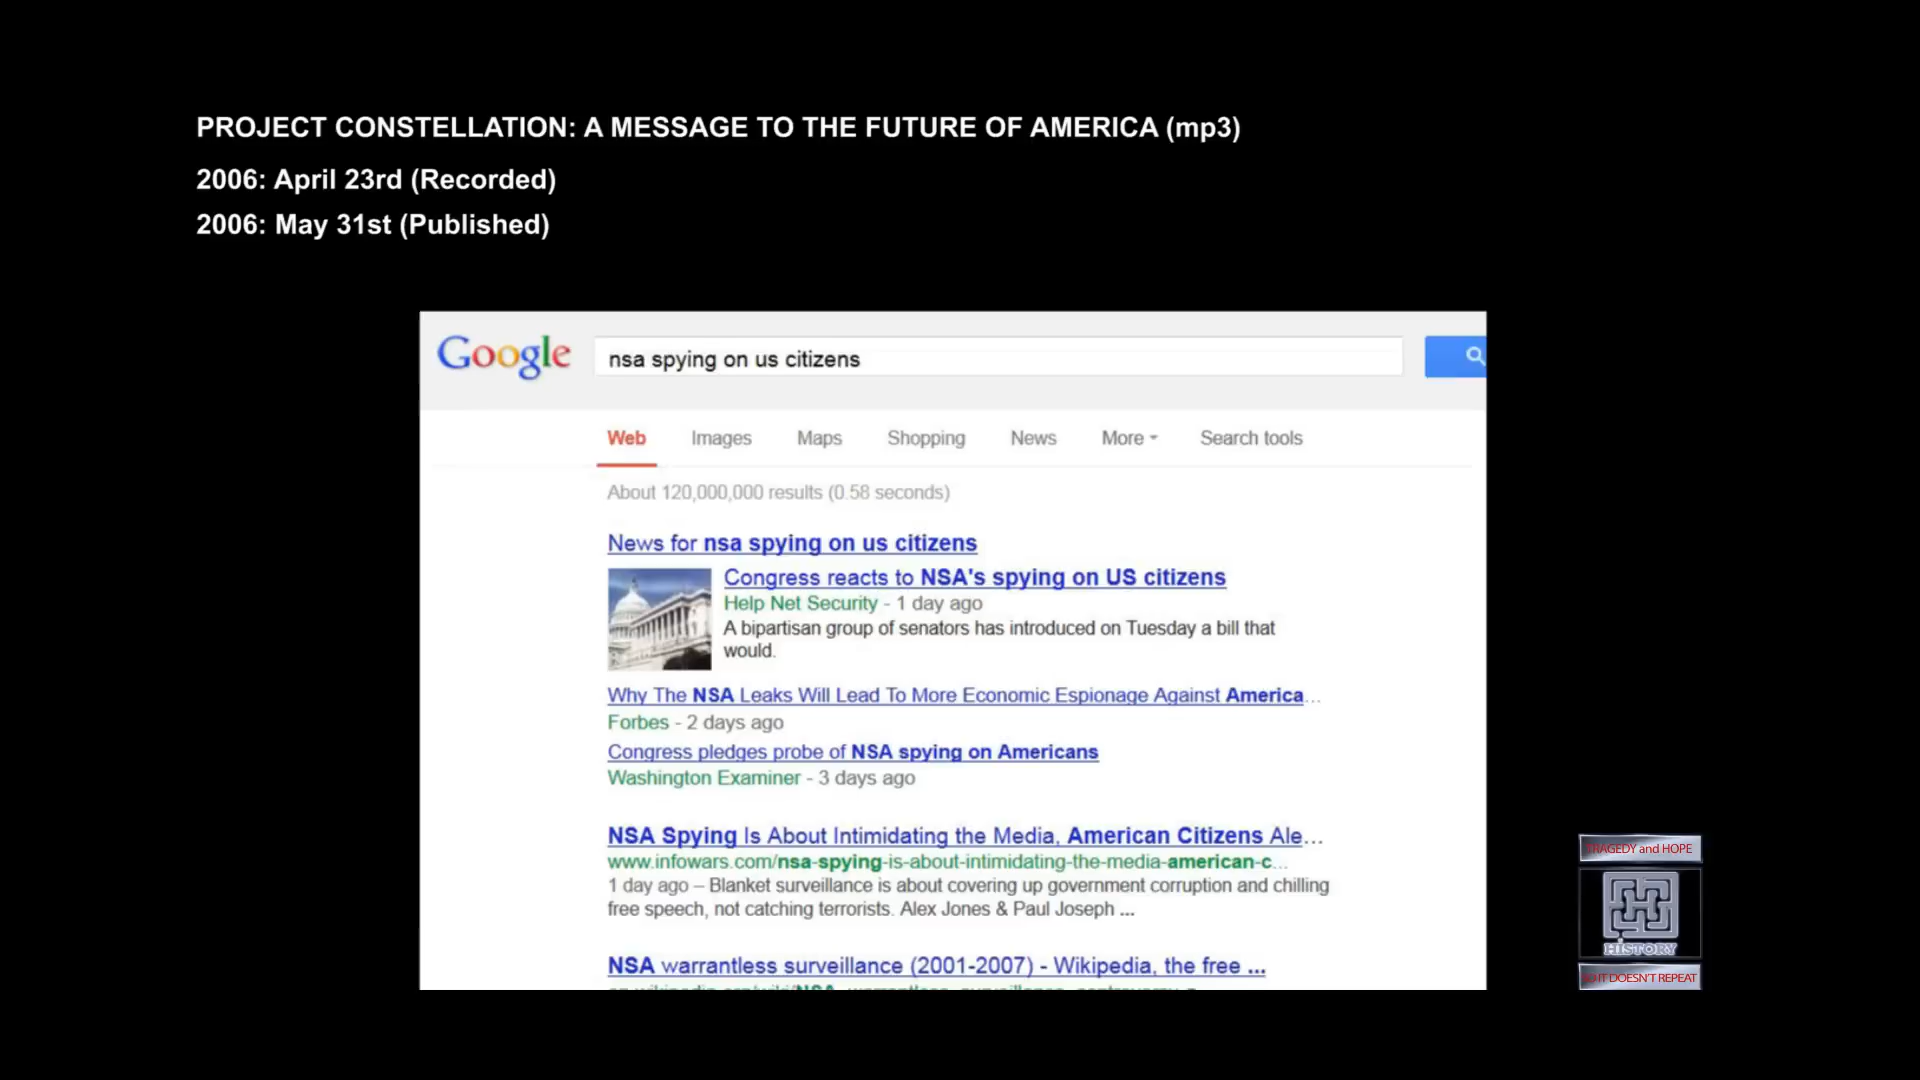 PROJECT CONSTELLATION: A MESSAGE TO THE FUTURE OF AMERICA (mp3)
2006: April 23rd (Recorded)
2006: May 31st (Published)
Google
nsa spying on us citizens
Web Images Maps Shopping News More Search tools
About 120,000,000 results (0.58 seconds)
News for nsa spying on us citizens
Congress reacts to NSA's spying on US citizens
Help Net Security - 1 day ago
A bipartisan group of senators has introduced on Tuesday a bill that
would.
Why The NSA Leaks Will Lead To More Economic Espionage Against America...
Forbes - 2 days ago
Congress pledges probe of NSA spying on Americans
Washington Examiner - 3 days ago
NSA Spying Is About Intimidating the Media, American Citizens Ale...
www.infowars.com/nsa-spying-is-about-intimidating-the-media-american-c...
1 day ago – Blanket surveillance is about covering up government corruption and chilling
free speech, not catching terrorists. Alex Jones & Paul Joseph ...
NSA warrantless surveillance (2001-2007) - Wikipedia, the free ...
TRAGEDY and HOPE
HISTORY
SO IT DOESN'T REPEAT